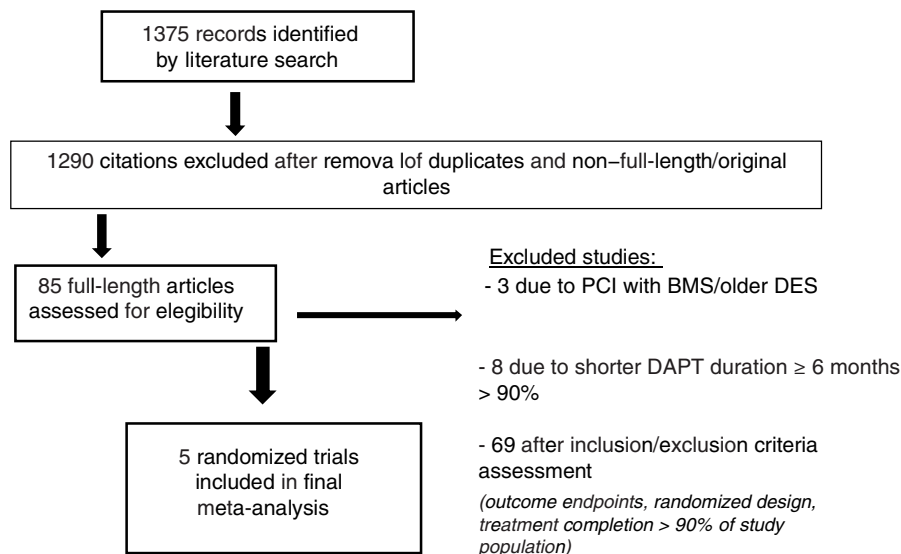 1375 records identified
by literature search
1290 citations excluded after remova lof duplicates and non–full-length/original
articles
85 full-length articles
assessed for elegibility
Excluded studies:
- 3 due to PCI with BMS/older DES
- 8 due to shorter DAPT duration ≥ 6 months
> 90%
- 69 after inclusion/exclusion criteria
assessment
(outcome endpoints, randomized design,
treatment completion > 90% of study
population)
5 randomized trials
included in final
meta-analysis